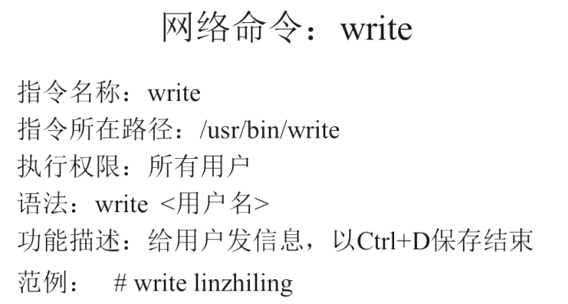 网络命令：write
指令名称：write
指令所在路径：/usr/bin/write
执行权限：所有用户
语法：write <用户名>
功能描述：给用户发信息，以Ctrl+D保存结束
范例： # write linzhiling